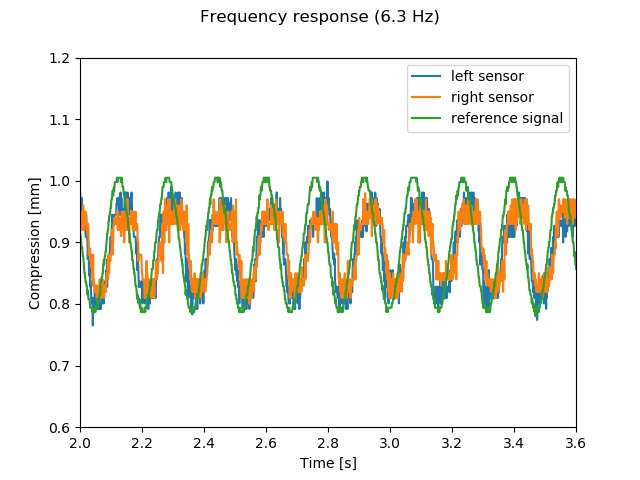 Frequency response (6.3 Hz)
1.2
1.1
1.0
0.9
0.8
0.7
0.6
Compression [mm]
left sensor
right sensor
reference signal
2.0 2.2 2.4 2.6 2.8 3.0 3.2 3.4 3.6
Time [s]